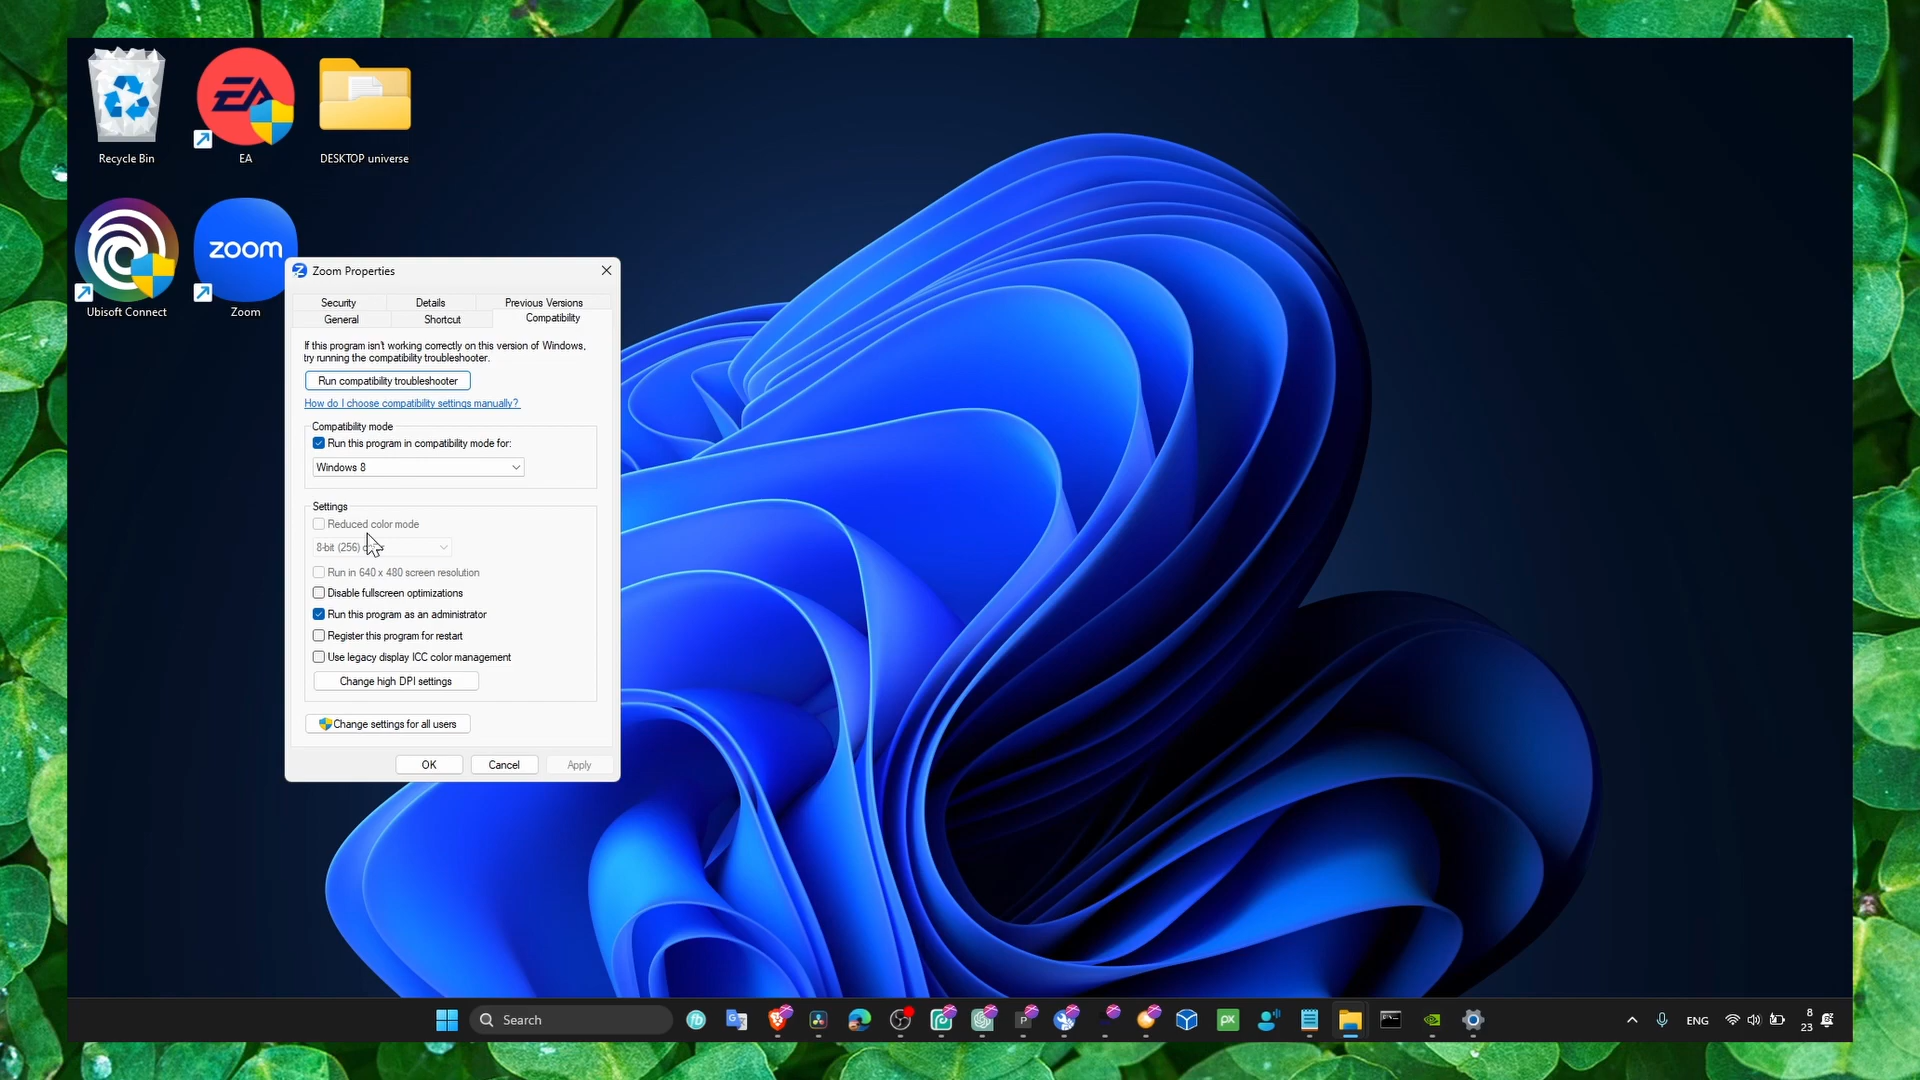 Recycle Bin
EA
EA
DESKTOP universe
zoom
Ubisoft Connect
Zoom
Zoom Properties
Security
Details
Previous Versions
General
Shortcut
Compatibility
If this program isn't working correctly on this version of Windows,
try running the compatibility troubleshooter.
Run compatibility troubleshooter
How do I choose compatibility settings manually?
Compatibility mode
Run this program in compatibility mode for:
Windows 8
Settings
Reduced color mode
8-bit (256)
Run in 640 x 480 screen resolution
Disable fullscreen optimizations
Run this program as an administrator
Register this program for restart
Use legacy display ICC color management
Change high DPI settings
Change settings for all users
OK
Cancel
Apply
Search
fb
G
P
PX
ENG
8
23